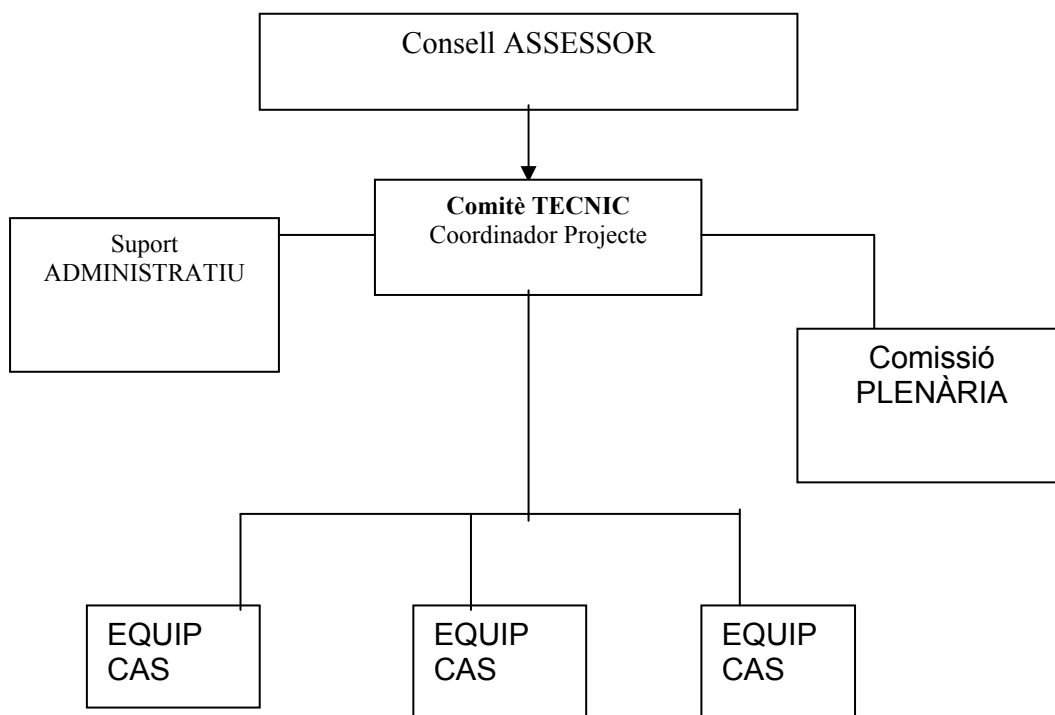 Consell ASSESSOR
Comitè TECNIC
Coordinador Projecte
Suport
ADMINISTRATIU
Comissió
PLENÀRIA
EQUIP
CAS
EQUIP
CAS
EQUIP
CAS